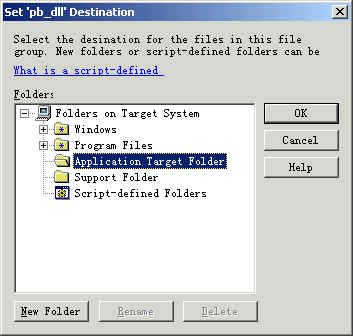 Set 'pb_dll' Destination
Select the desination for the files in this file
group. New folders or script-defined folders can be
What is a script-defined
Folders:
Folders on Target System
Windows
Program Files
Application Target Folder
Support Folder
Script-defined Folders
OK
Cancel
Help
New Folder
Rename
Delete